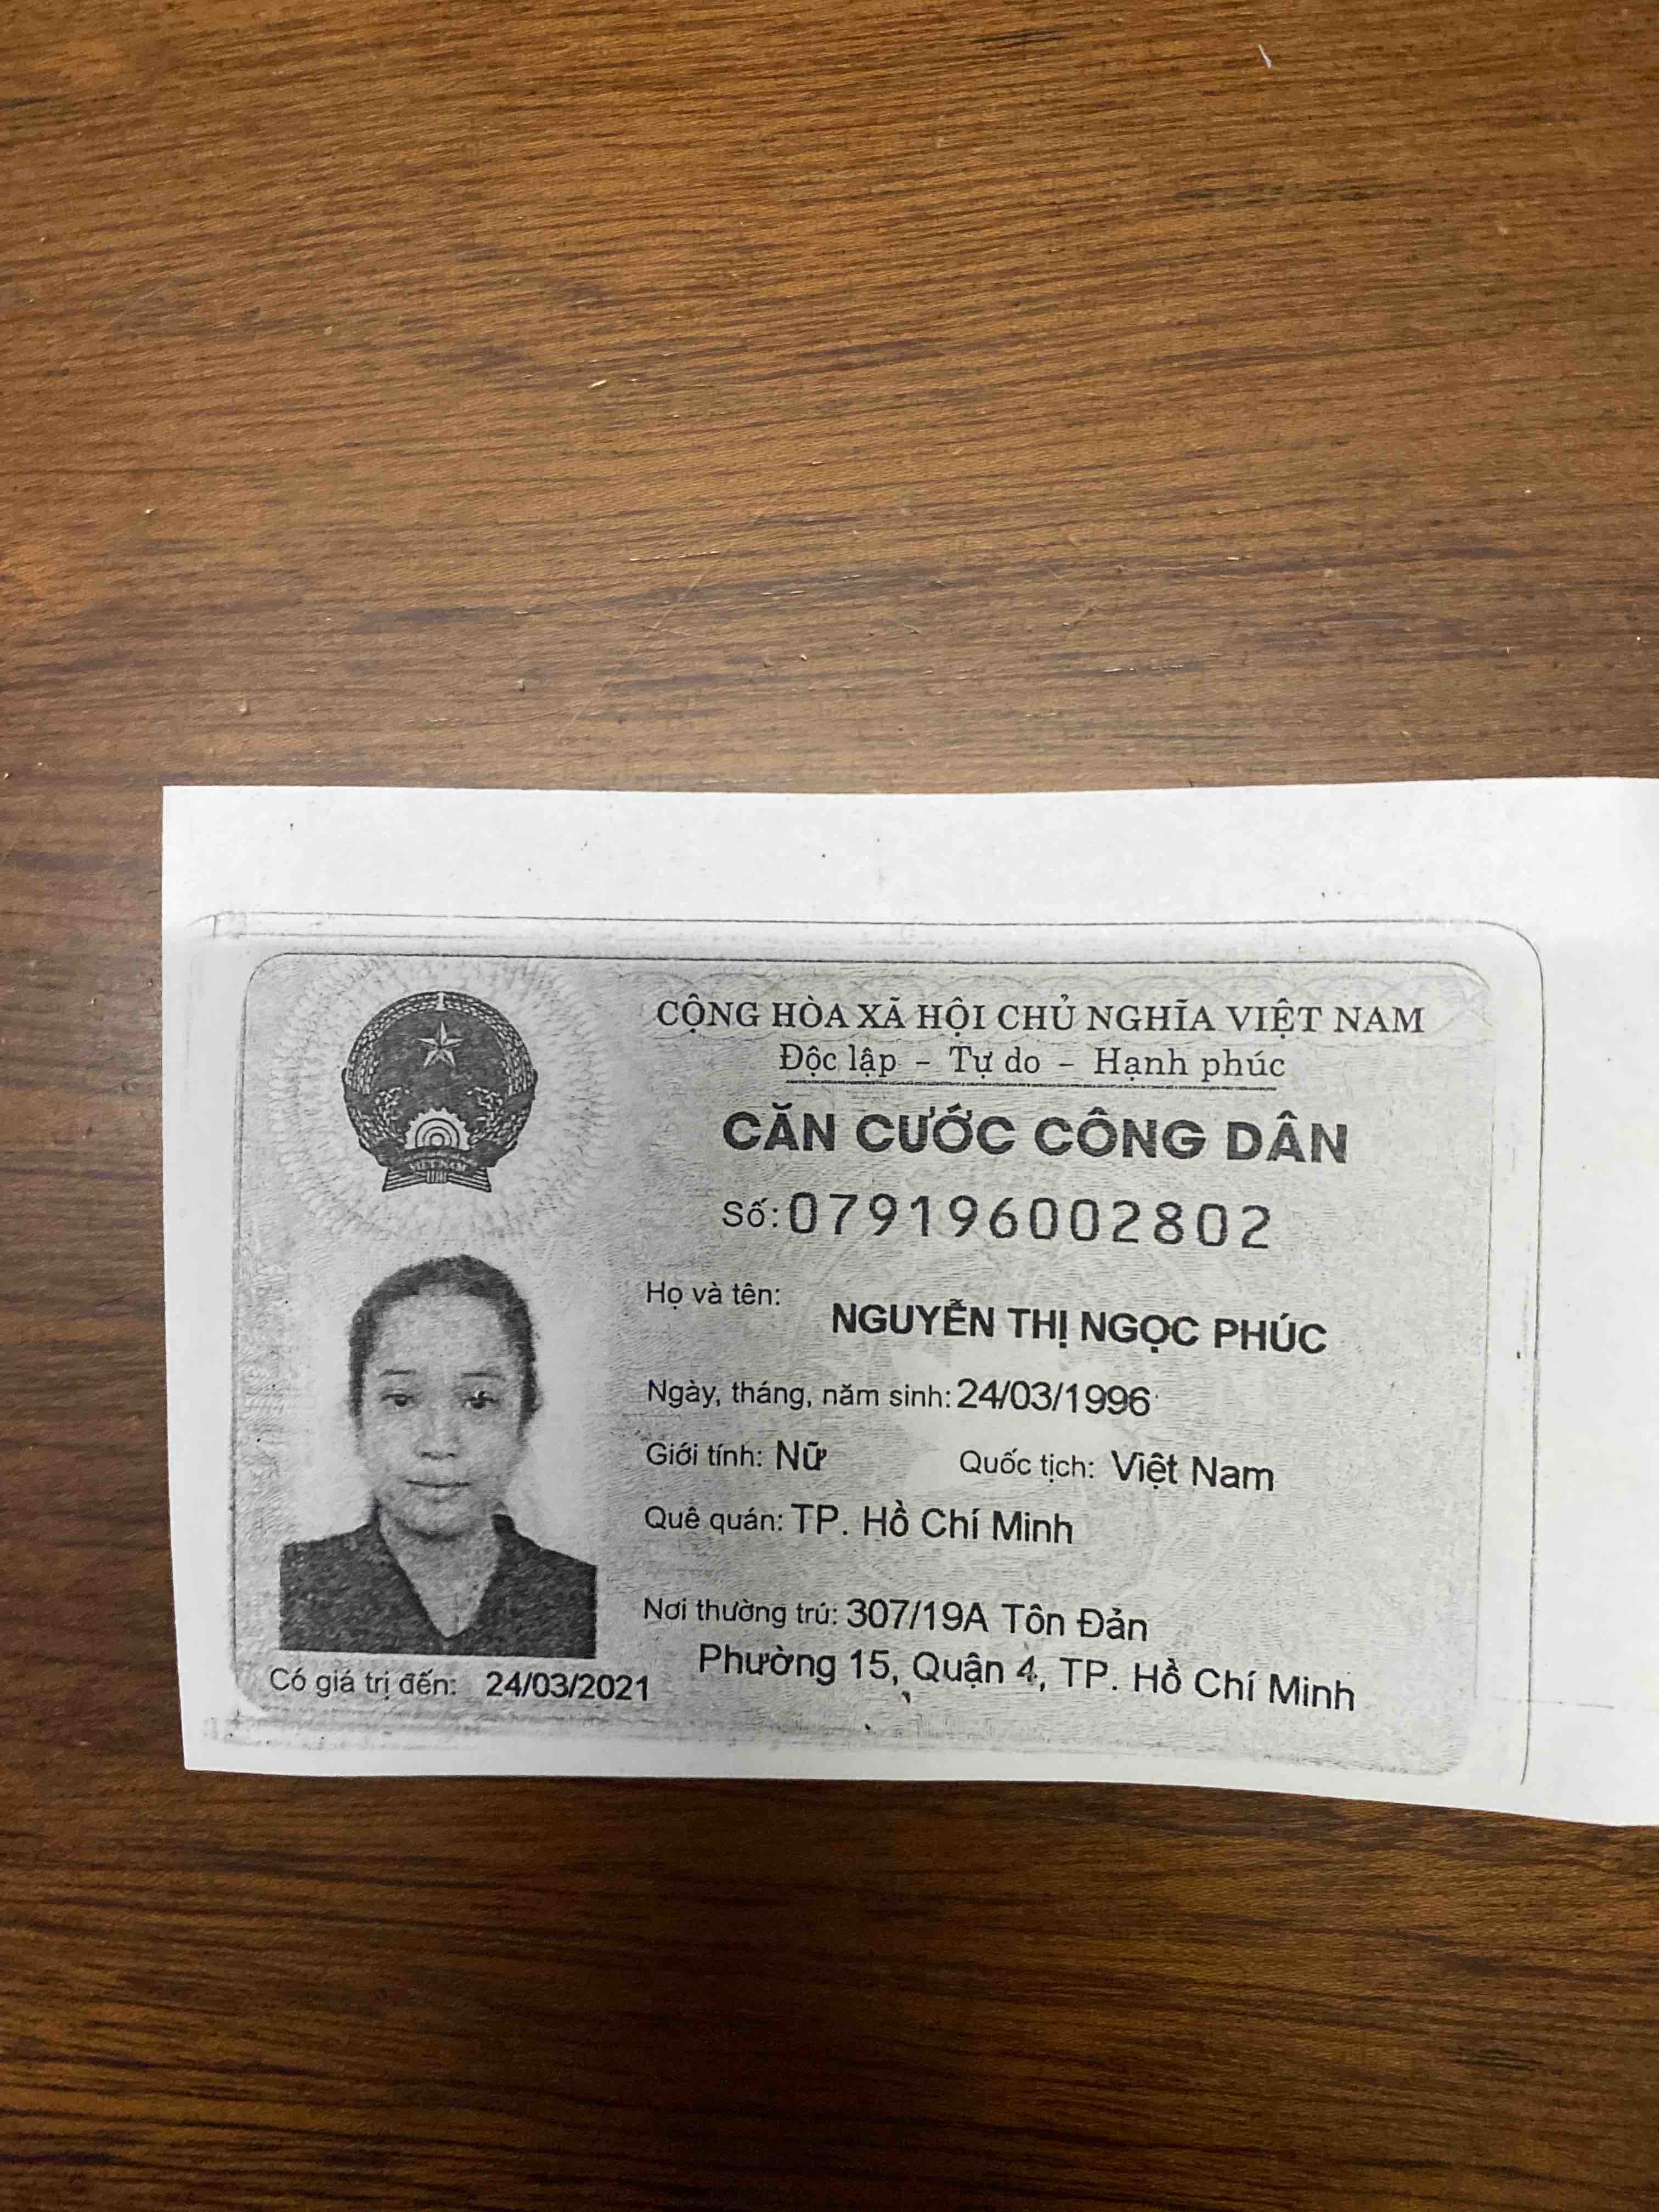 CỘNG HÒA XÃ HỘI CHỦ NGHĨA VIỆT NAM
Độc lập - Tự do - Hạnh phúc
CĂN CƯỚC CÔNG DÂN
Số: 079196002802
Họ và tên: NGUYỄN THỊ NGỌC PHÚC
Ngày, tháng, năm sinh: 24/03/1996
Giới tính: Nữ Quốc tịch: Việt Nam
Quê quán: TP. Hồ Chí Minh
Nơi thường trú: 307/19A Tôn Đản
Phường 15, Quận 4, TP. Hồ Chí Minh
Có giá trị đến: 24/03/2021
VIỆT NAM